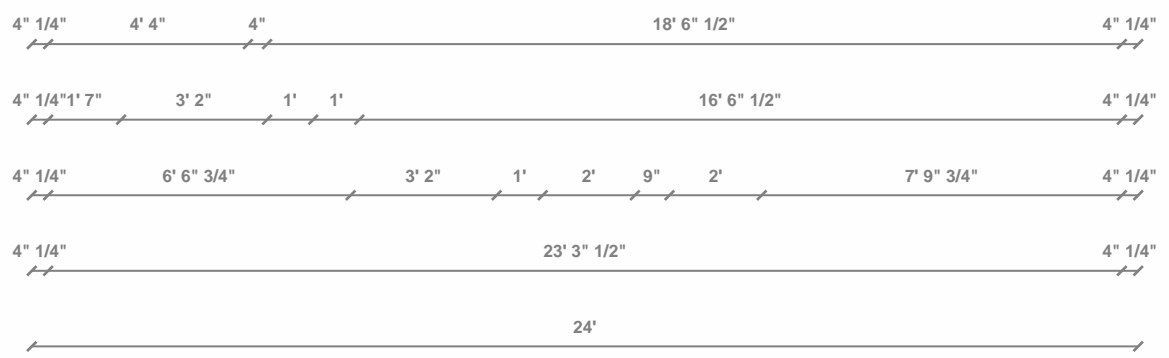 4" 1/4" 4' 4" 4" 18' 6" 1/2" 4" 1/4"
4" 1/4" 1' 7" 3' 2" 1' 1' 16' 6" 1/2" 4" 1/4"
4" 1/4" 6' 6" 3/4" 3' 2" 1' 2' 9" 2' 7' 9" 3/4" 4" 1/4"
4" 1/4" 23' 3" 1/2" 4" 1/4"
24'